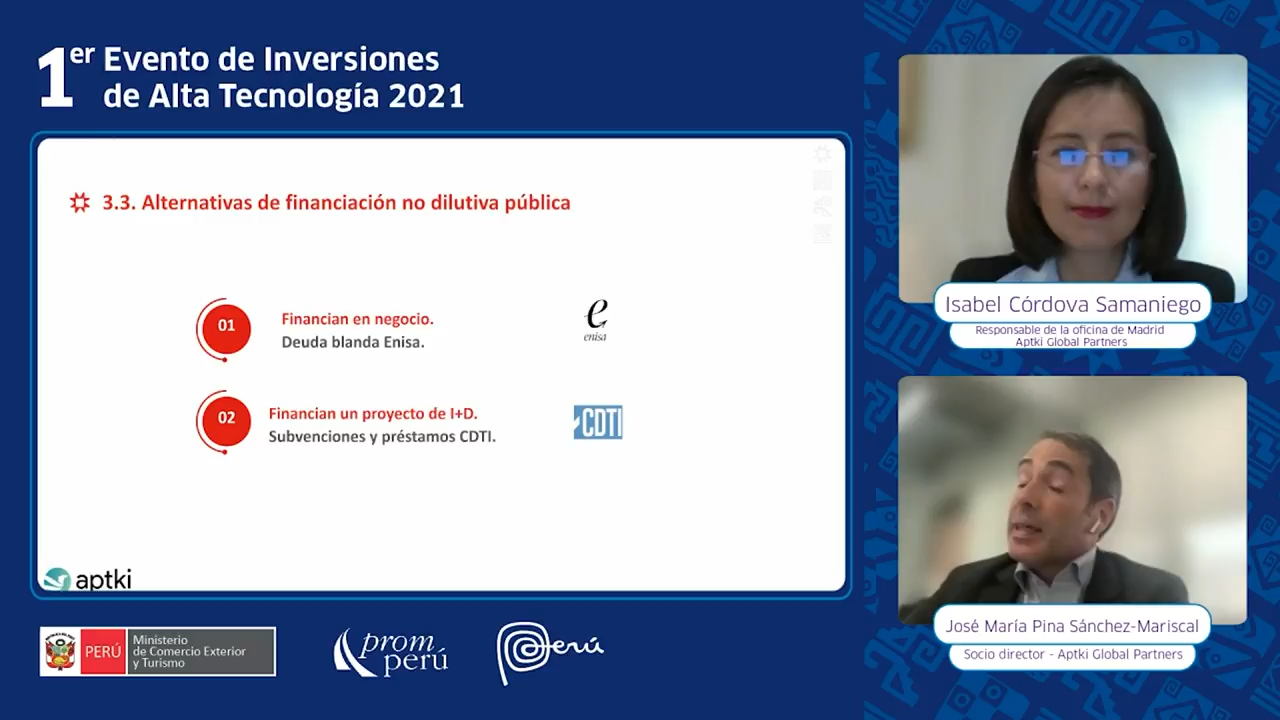 1er Evento de Inversiones
de Alta Tecnología 2021
3.3. Alternativas de financiación no dilutiva pública
01
Financian en negocio.
Deuda blanda Enisa.
e
enisa
02
Financian un proyecto de I+D.
Subvenciones y préstamos CDTI.
CDTI
aptki
PERÚ
Ministerio
de Comercio Exterior
y Turismo
prom
perú
Perú
Isabel Córdova Samaniego
Responsable de la oficina de Madrid
Aptki Global Partners
José María Pina Sánchez-Mariscal
Socio director - Aptki Global Partners